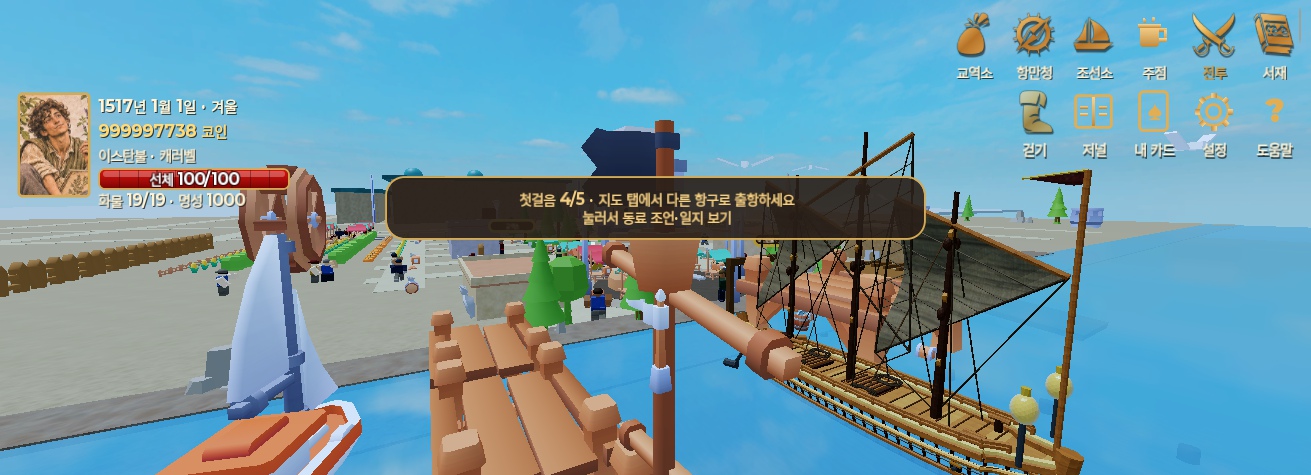 교역소 항만청 조선소 주점 전투 서재
걷기 저널 내 카드 설정 도움말
1517년 1월 1일 · 겨울
999997738 코인
이스탄불 · 캐러벨
선체 100/100
화물 19/19 · 명성 1000
첫걸음 4/5 · 지도 탭에서 다른 항구로 출항하세요
눌러서 동료 조언·일지 보기